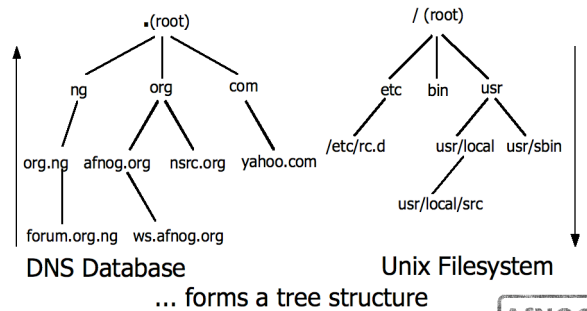 .(root)
/ (root)
ng org com
etc bin usr
org.ng afnog.org nsrc.org yahoo.com
/etc/rc.d usr/local usr/sbin
usr/local/src
forum.org.ng ws.afnog.org
DNS Database
Unix Filesystem
... forms a tree structure